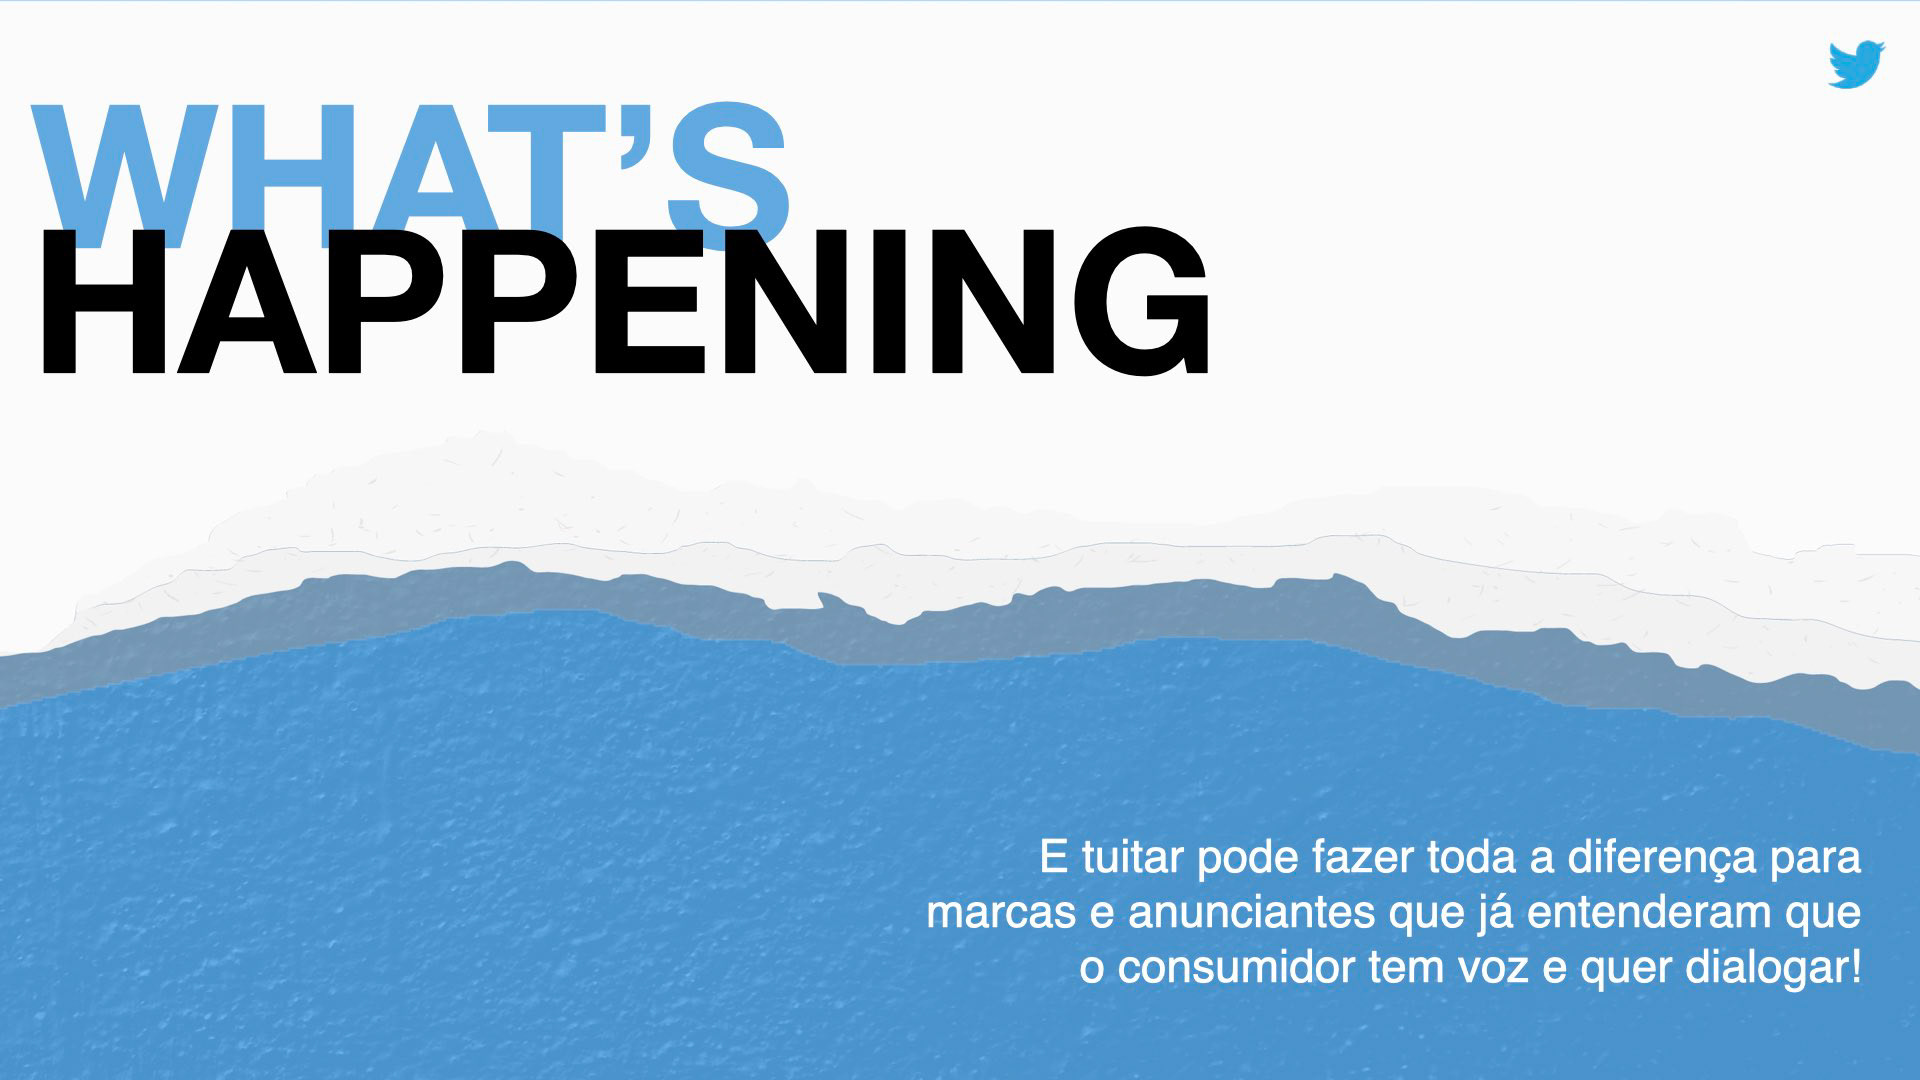 WHAT’S
HAPPENING
E tuitar pode fazer toda a diferença para
marcas e anunciantes que já entenderam que
o consumidor tem voz e quer dialogar!